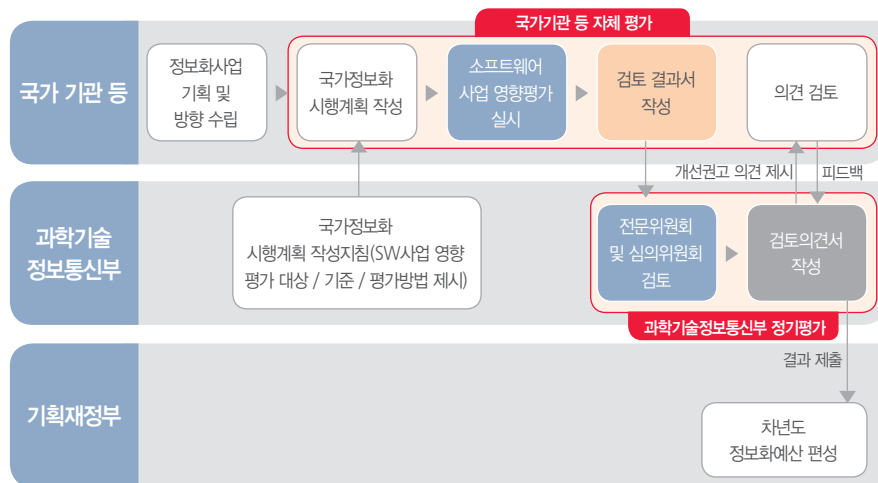 국가기관 등 자체 평가
국가 기관 등
정보화사업
기획 및
방향 수립
국가정보화
시행계획 작성
소프트웨어
사업 영향평가
실시
검토 결과서
작성
의견 검토
개선권고 의견 제시
피드백
과학기술
정보통신부
국가정보화
시행계획 작성지침(SW사업 영향
평가 대상 / 기준 / 평가방법 제시)
전문위원회
및 심의위원회
검토
검토의견서
작성
과학기술정보통신부 정기평가
결과 제출
기획재정부
차년도
정보화예산 편성